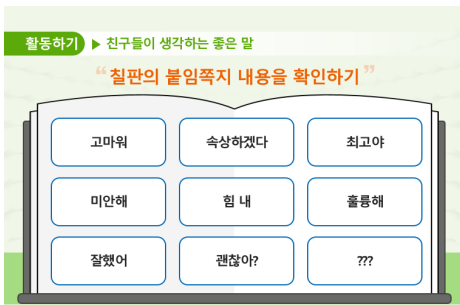 활동하기 ▶ 친구들이 생각하는 좋은 말
“칠판의 붙임쪽지 내용을 확인하기”
고마워 속상하겠다 최고야
미안해 힘 내 훌륭해
잘했어 괜찮아? ???